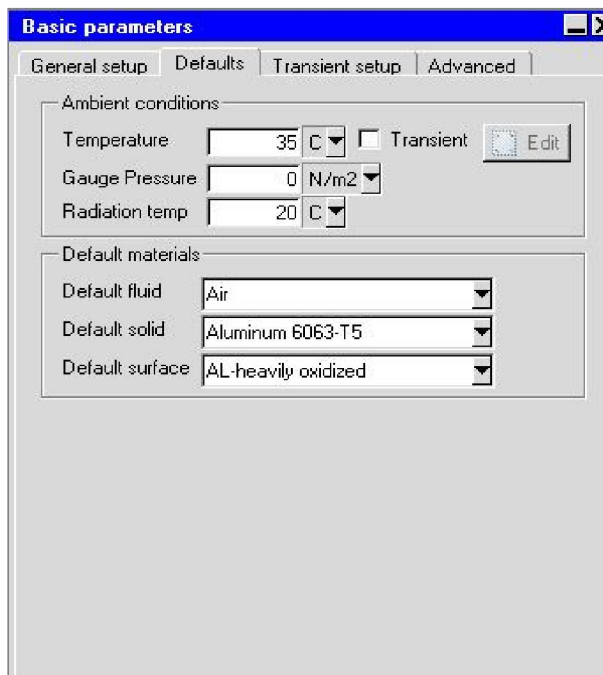 Basic parameters
General setup Defaults Transient setup Advanced
Ambient conditions
Temperature 35 C Transient Edit
Gauge Pressure 0 N/m2
Radiation temp 20 C
Default materials
Default fluid Air
Default solid Aluminum 6063-T5
Default surface AL-heavily oxidized